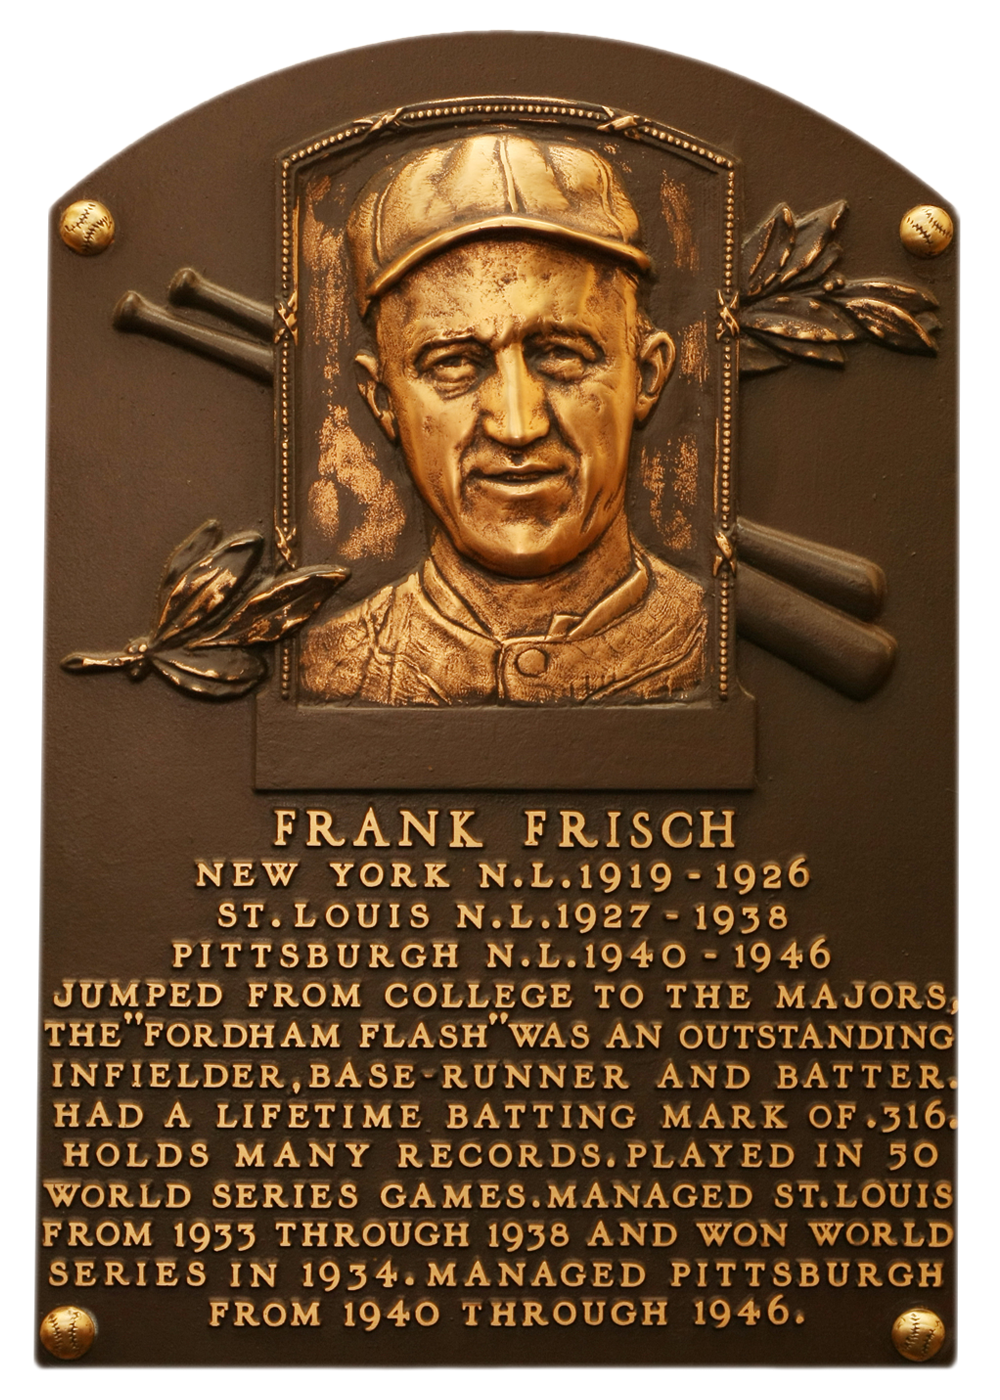 FRANK FRISCH
NEW YORK N.L. 1919 - 1926
ST. LOUIS N.L. 1927 - 1938
PITTSBURGH N.L. 1940 - 1946
JUMPED FROM COLLEGE TO THE MAJORS,
THE "FORDHAM FLASH" WAS AN OUTSTANDING
INFIELDER, BASE-RUNNER AND BATTER.
HAD A LIFETIME BATTING MARK OF .316.
HOLDS MANY RECORDS. PLAYED IN 50
WORLD SERIES GAMES. MANAGED ST. LOUIS
FROM 1933 THROUGH 1938 AND WON WORLD
SERIES IN 1934. MANAGED PITTSBURGH
FROM 1940 THROUGH 1946.